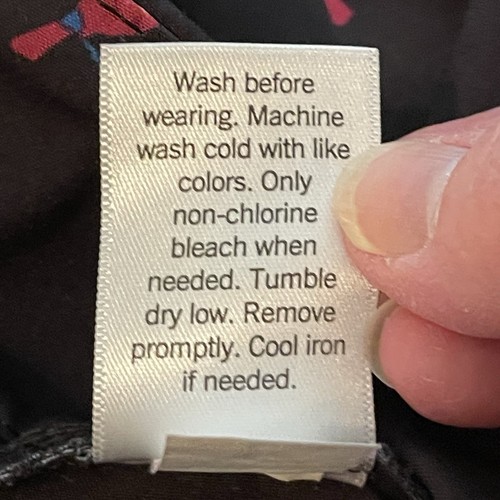 Wash before
wearing. Machine
wash cold with like
colors. Only
non-chlorine
bleach when
needed. Tumble
dry low. Remove
promptly. Cool iron
if needed.